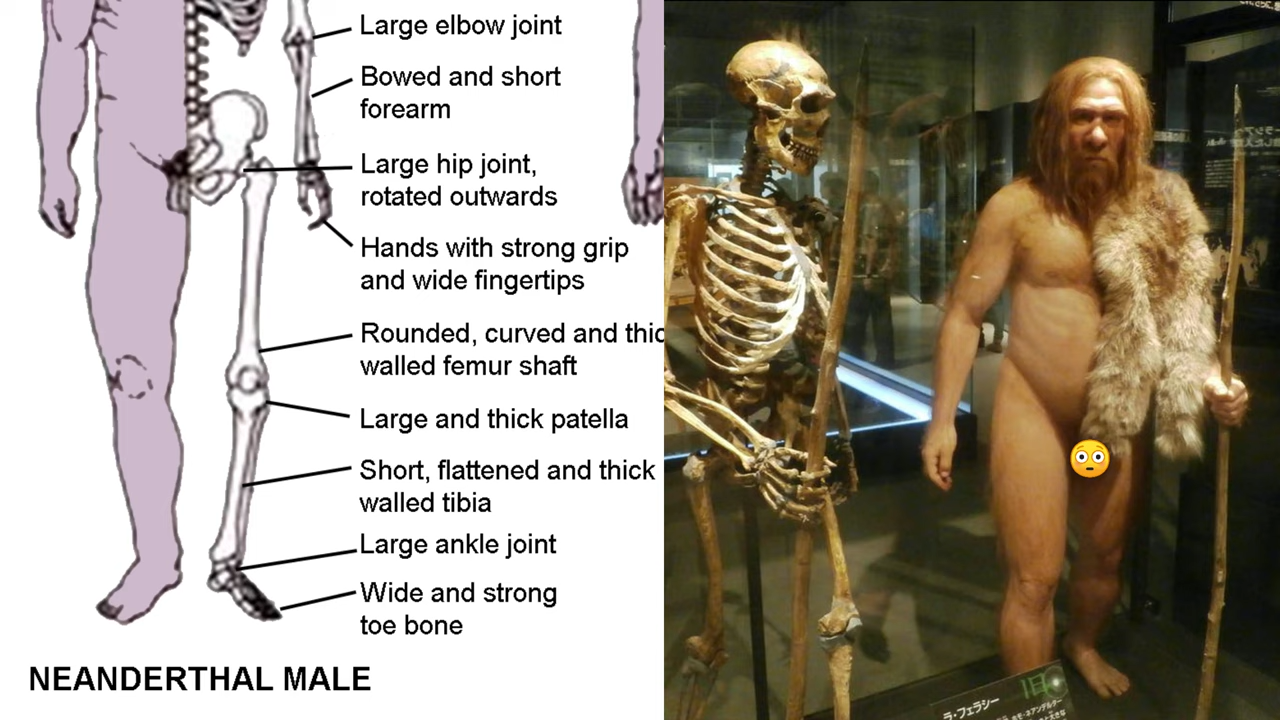 Large elbow joint
Bowed and short
forearm
Large hip joint,
rotated outwards
Hands with strong grip
and wide fingertips
Rounded, curved and thic
walled femur shaft
Large and thick patella
Short, flattened and thick
walled tibia
Large ankle joint
Wide and strong
toe bone
NEANDERTHAL MALE
旧
ラ・フェラシー